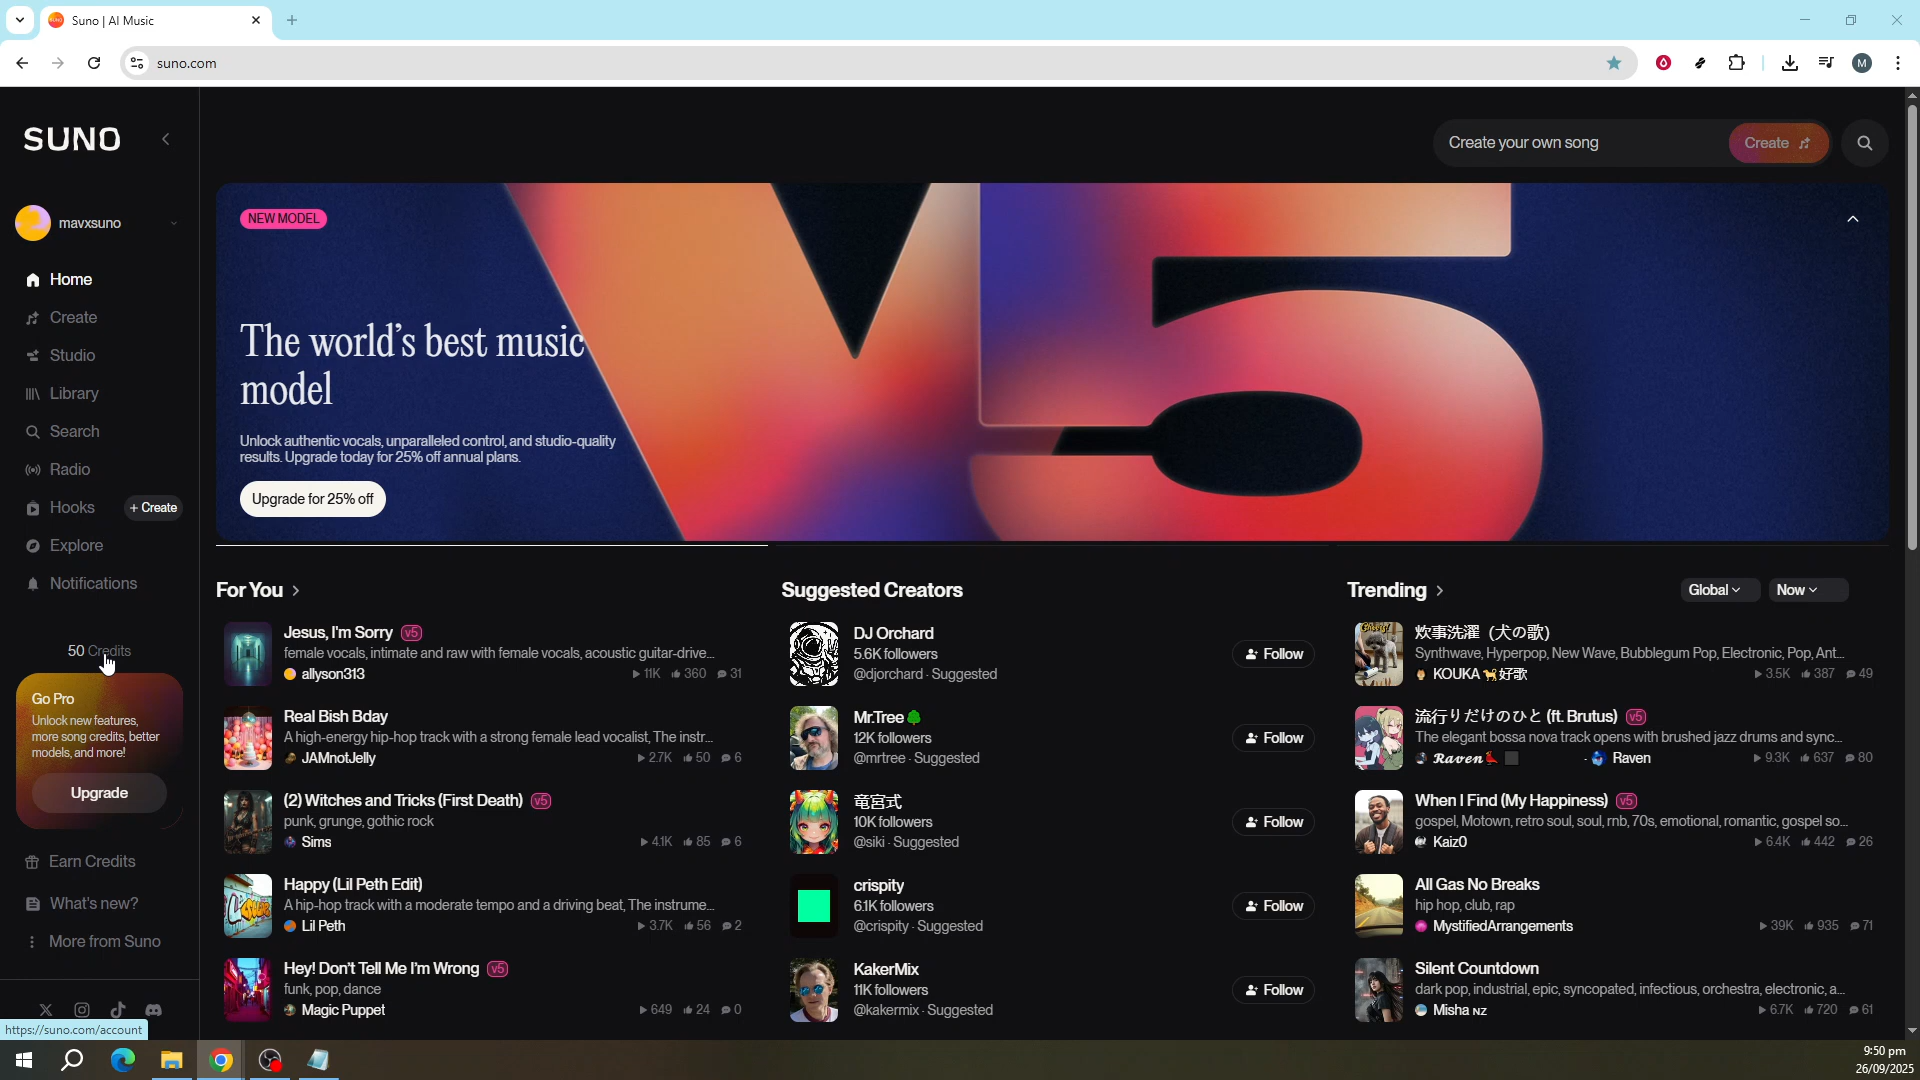 Suno | AI Music
suno.com
M
SUNO
mavxsuno
Home
Create
Studio
Library
Search
Radio
Hooks
+ Create
Explore
Notifications
50 Credits
Go Pro
Unlock new features,
more song credits, better
models, and more!
Upgrade
Earn Credits
What's new?
More from Suno
https://suno.com/account
Create your own song
Create
NEW MODEL
V5
The world's best music
model
Unlock authentic vocals, unparalleled control, and studio-quality
results. Upgrade today for 25% off annual plans.
Upgrade for 25% off
For You
Jesus, I'm Sorry v5
female vocals, intimate and raw with female vocals, acoustic guitar-drive...
allyson313 11K 360 31
Real Bish Bday
A high-energy hip-hop track with a strong female lead vocalist, The instr...
JAMnotJelly 2.7K 50 6
(2) Witches and Tricks (First Death) v5
punk, grunge, gothic rock
Sims 4.1K 85 6
Happy (Lil Peth Edit)
A hip-hop track with a moderate tempo and a driving beat, The instrume...
Lil Peth 3.7K 56 2
Hey! Don't Tell Me I'm Wrong v5
funk, pop, dance
Magic Puppet 649 24 0
Suggested Creators
DJ Orchard
5.6K followers
@djorchard · Suggested
Follow
Mr.Tree🌳
12K followers
@mrtree · Suggested
Follow
竜宮式
10K followers
@siki · Suggested
Follow
crispity
6.1K followers
@crispity · Suggested
Follow
KakerMix
11K followers
@kakermix · Suggested
Follow
Trending
Global
Now
炊事洗濯（犬の歌)
Synthwave, Hyperpop, New Wave, Bubblegum Pop, Electronic, Pop, Ant...
KOUKA🐈好歌 3.5K 387 49
流行りだけのひと (ft. Brutus) v5
The elegant bossa nova track opens with brushed jazz drums and sync...
𝓡𝓪𝓿𝓮𝓷 · Raven 9.3K 637 80
When I Find (My Happiness) v5
gospel, Motown, retro soul, soul, rnb, 70s, emotional, romantic, gospel so...
Kaiz0 6.4K 442 26
All Gas No Breaks
hip hop, club, rap
MystifiedArrangements 39K 935 71
Silent Countdown
dark pop, industrial, epic, syncopated, infectious, orchestra, electronic, a...
Misha NZ 6.7K 720 61
9:50 pm
26/09/2025